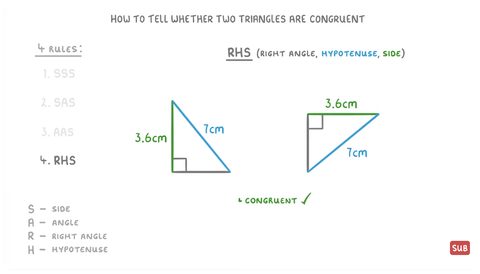 HOW TO TELL WHETHER TWO TRIANGLES ARE CONGRUENT
4 RULES:
1. SSS
2. SAS
3. AAS
4. RHS
RHS (RIGHT ANGLE, HYPOTENUSE, SIDE)
3.6cm
7cm
3.6cm
7cm
↳ CONGRUENT ✓
S – SIDE
A – ANGLE
R – RIGHT ANGLE
H – HYPOTENUSE
SUB